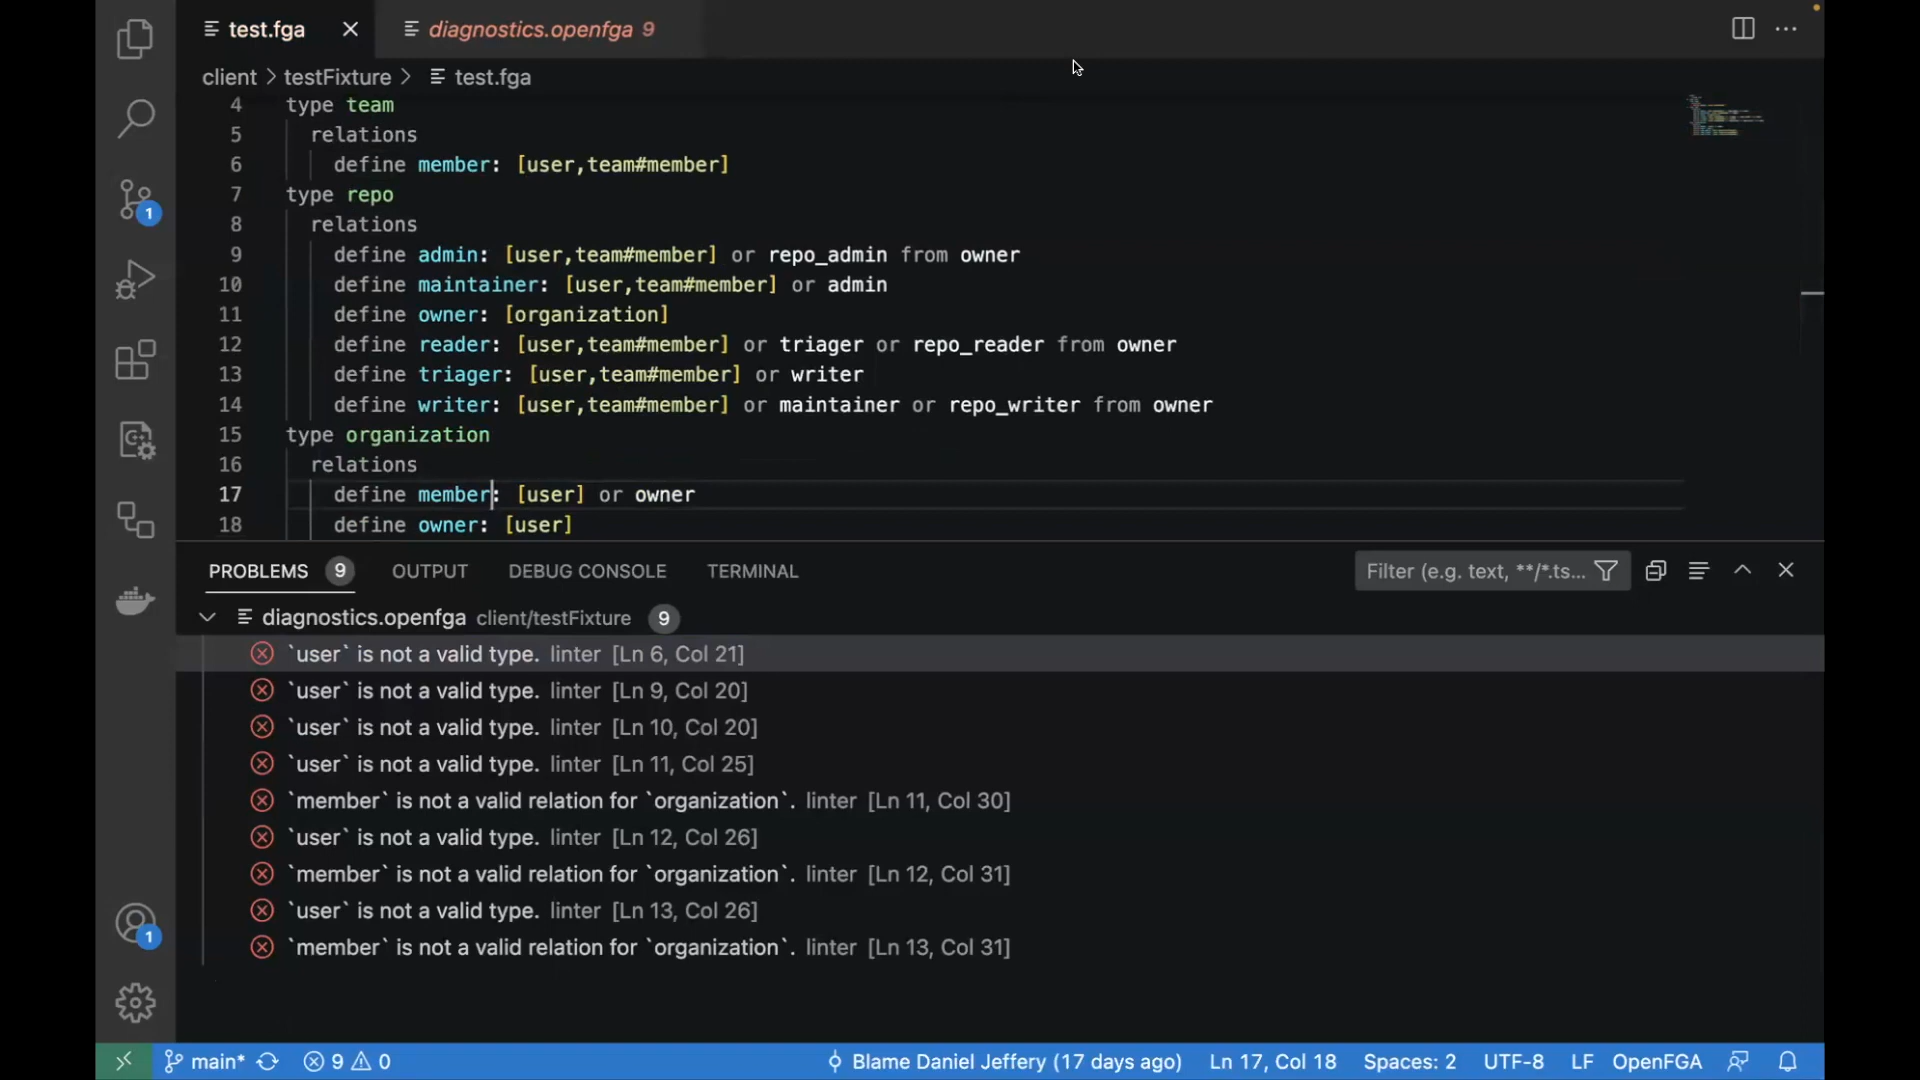 test.fga
diagnostics.openfga 9
client > testFixture > test.fga
4 type team
5 relations
6 define member: [user,team#member]
7 type repo
8 relations
9 define admin: [user,team#member] or repo_admin from owner
10 define maintainer: [user,team#member] or admin
11 define owner: [organization]
12 define reader: [user,team#member] or triager or repo_reader from owner
13 define triager: [user,team#member] or writer
14 define writer: [user,team#member] or maintainer or repo_writer from owner
15 type organization
16 relations
17 define member: [user] or owner
18 define owner: [user]
1
PROBLEMS 9 OUTPUT DEBUG CONSOLE TERMINAL
Filter (e.g. text, **/*.ts...
diagnostics.openfga client/testFixture 9
`user` is not a valid type. linter [Ln 6, Col 21]
`user` is not a valid type. linter [Ln 9, Col 20]
`user` is not a valid type. linter [Ln 10, Col 20]
`user` is not a valid type. linter [Ln 11, Col 25]
`member` is not a valid relation for `organization`. linter [Ln 11, Col 30]
`user` is not a valid type. linter [Ln 12, Col 26]
`member` is not a valid relation for `organization`. linter [Ln 12, Col 31]
`user` is not a valid type. linter [Ln 13, Col 26]
`member` is not a valid relation for `organization`. linter [Ln 13, Col 31]
1
main* 9 0 Blame Daniel Jeffery (17 days ago) Ln 17, Col 18 Spaces: 2 UTF-8 LF OpenFGA